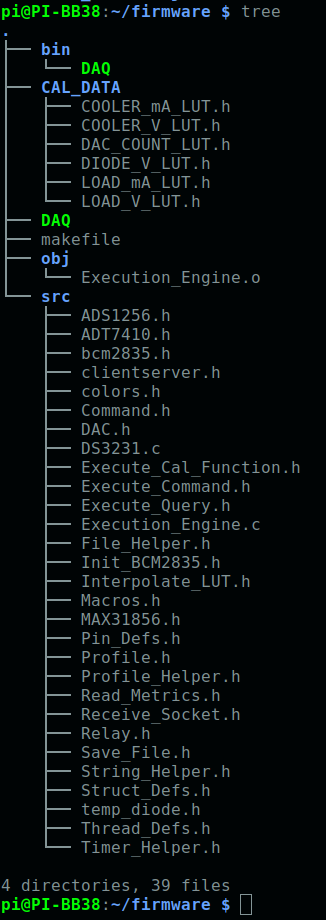 pi@PI-BB38:~/firmware $ tree
.
├── bin
│   └── DAQ
├── CAL_DATA
│   ├── COOLER_mA_LUT.h
│   ├── COOLER_V_LUT.h
│   ├── DAC_COUNT_LUT.h
│   ├── DIODE_V_LUT.h
│   ├── LOAD_mA_LUT.h
│   └── LOAD_V_LUT.h
├── DAQ
├── makefile
├── obj
│   └── Execution_Engine.o
└── src
    ├── ADS1256.h
    ├── ADT7410.h
    ├── bcm2835.h
    ├── clientserver.h
    ├── colors.h
    ├── Command.h
    ├── DAC.h
    ├── DS3231.c
    ├── Execute_Cal_Function.h
    ├── Execute_Command.h
    ├── Execute_Query.h
    ├── Execution_Engine.c
    ├── File_Helper.h
    ├── Init_BCM2835.h
    ├── Interpolate_LUT.h
    ├── Macros.h
    ├── MAX31856.h
    ├── Pin_Defs.h
    ├── Profile.h
    ├── Profile_Helper.h
    ├── Read_Metrics.h
    ├── Receive_Socket.h
    ├── Relay.h
    ├── Save_File.h
    ├── String_Helper.h
    ├── Struct_Defs.h
    ├── temp_diode.h
    ├── Thread_Defs.h
    └── Timer_Helper.h

4 directories, 39 files
pi@PI-BB38:~/firmware $